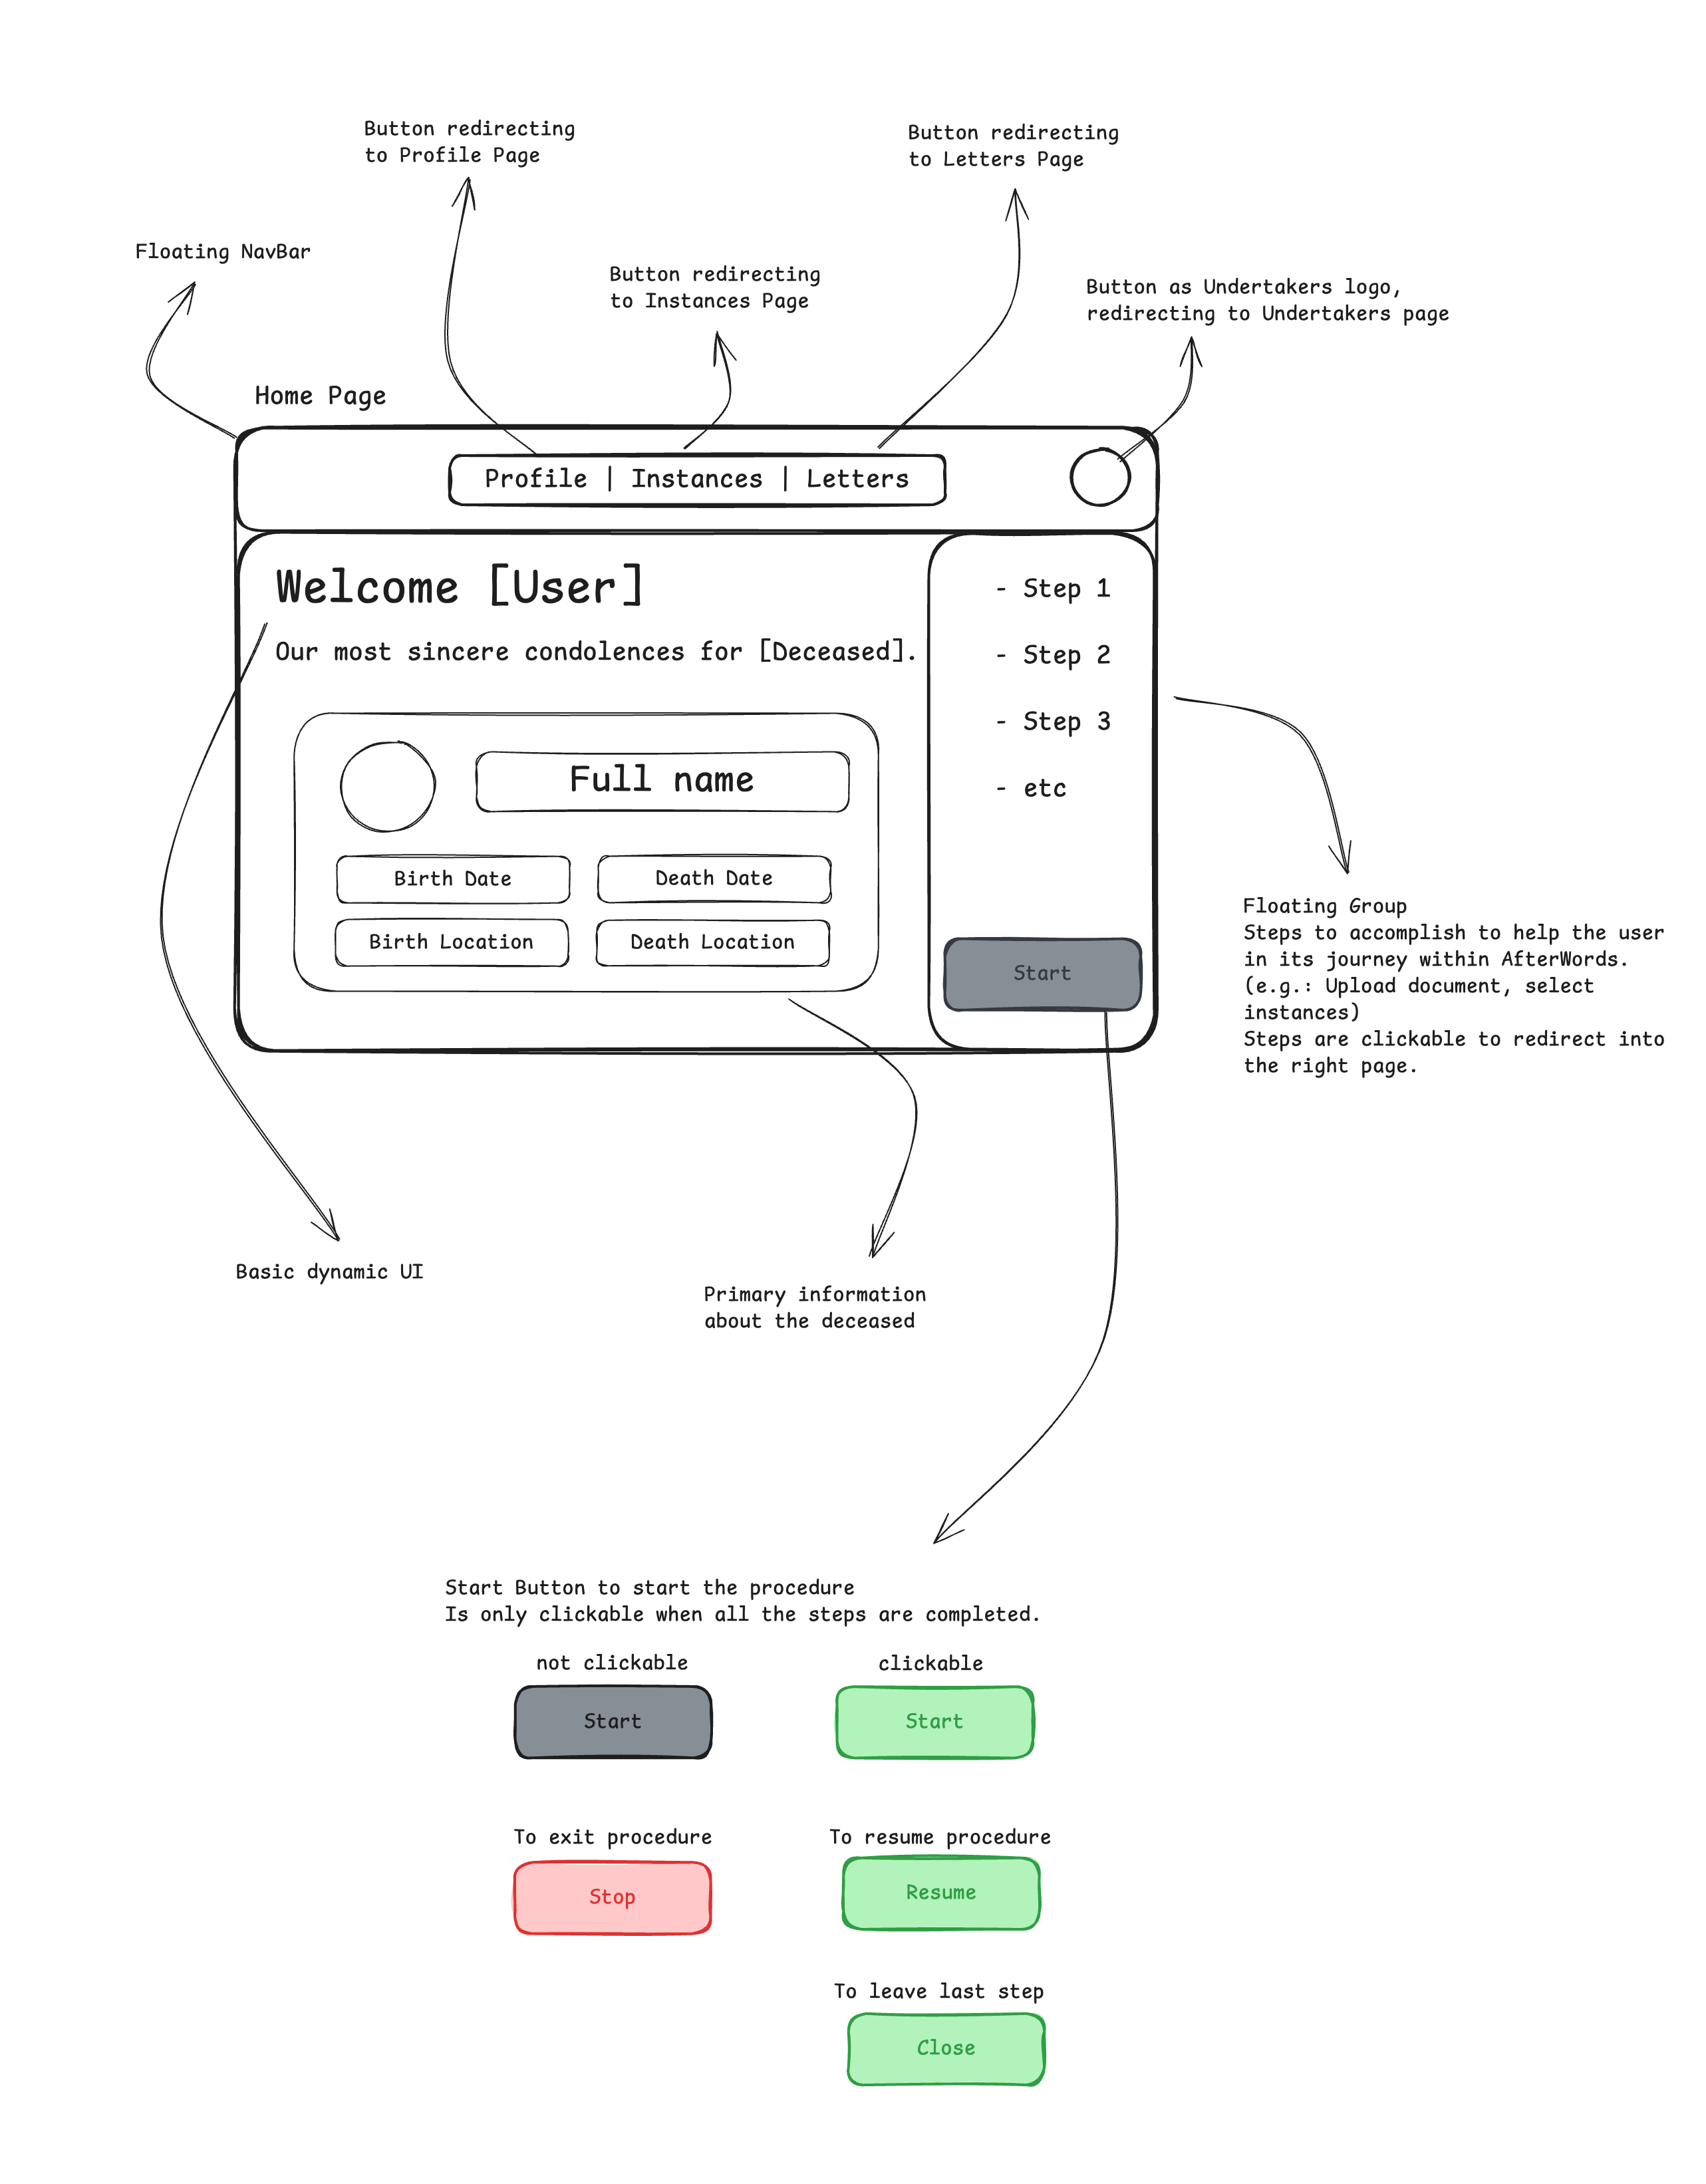 Button redirecting
to Profile Page
Button redirecting
to Letters Page
Floating NavBar
Button redirecting
to Instances Page
Button as Undertakers logo,
redirecting to Undertakers page
Home Page
Profile | Instances | Letters
Welcome [User]
Our most sincere condolences for [Deceased].
- Step 1
- Step 2
- Step 3
- etc
Full name
Birth Date
Death Date
Birth Location
Death Location
Start
Floating Group
Steps to accomplish to help the user
in its journey within AfterWords.
(e.g.: Upload document, select
instances)
Steps are clickable to redirect into
the right page.
Basic dynamic UI
Primary information
about the deceased
Start Button to start the procedure
Is only clickable when all the steps are completed.
not clickable
clickable
Start
Start
To exit procedure
To resume procedure
Stop
Resume
To leave last step
Close